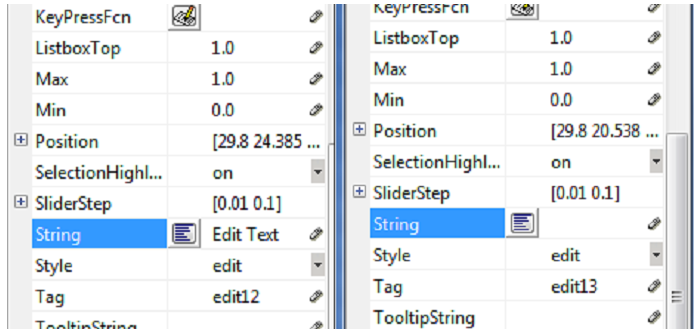 KeyPressFcn
ListboxTop 1.0
Max 1.0
Min 0.0
Position [29.8 24.385 ...
SelectionHighl... on
SliderStep [0.01 0.1]
String Edit Text
Style edit
Tag edit12
TooltipString
KeyPressFcn
ListboxTop 1.0
Max 1.0
Min 0.0
Position [29.8 20.538 ...
SelectionHighl... on
SliderStep [0.01 0.1]
String
Style edit
Tag edit13
TooltipString